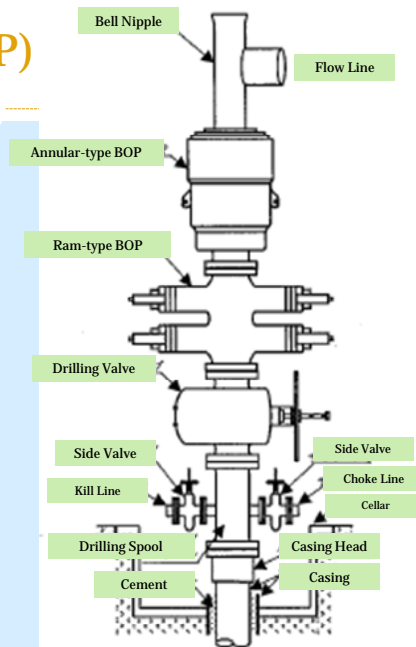 P)
Bell Nipple
Flow Line
Annular-type BOP
Ram-type BOP
Drilling Valve
Side Valve
Side Valve
Kill Line
Choke Line
Cellar
Drilling Spool
Casing Head
Cement
Casing